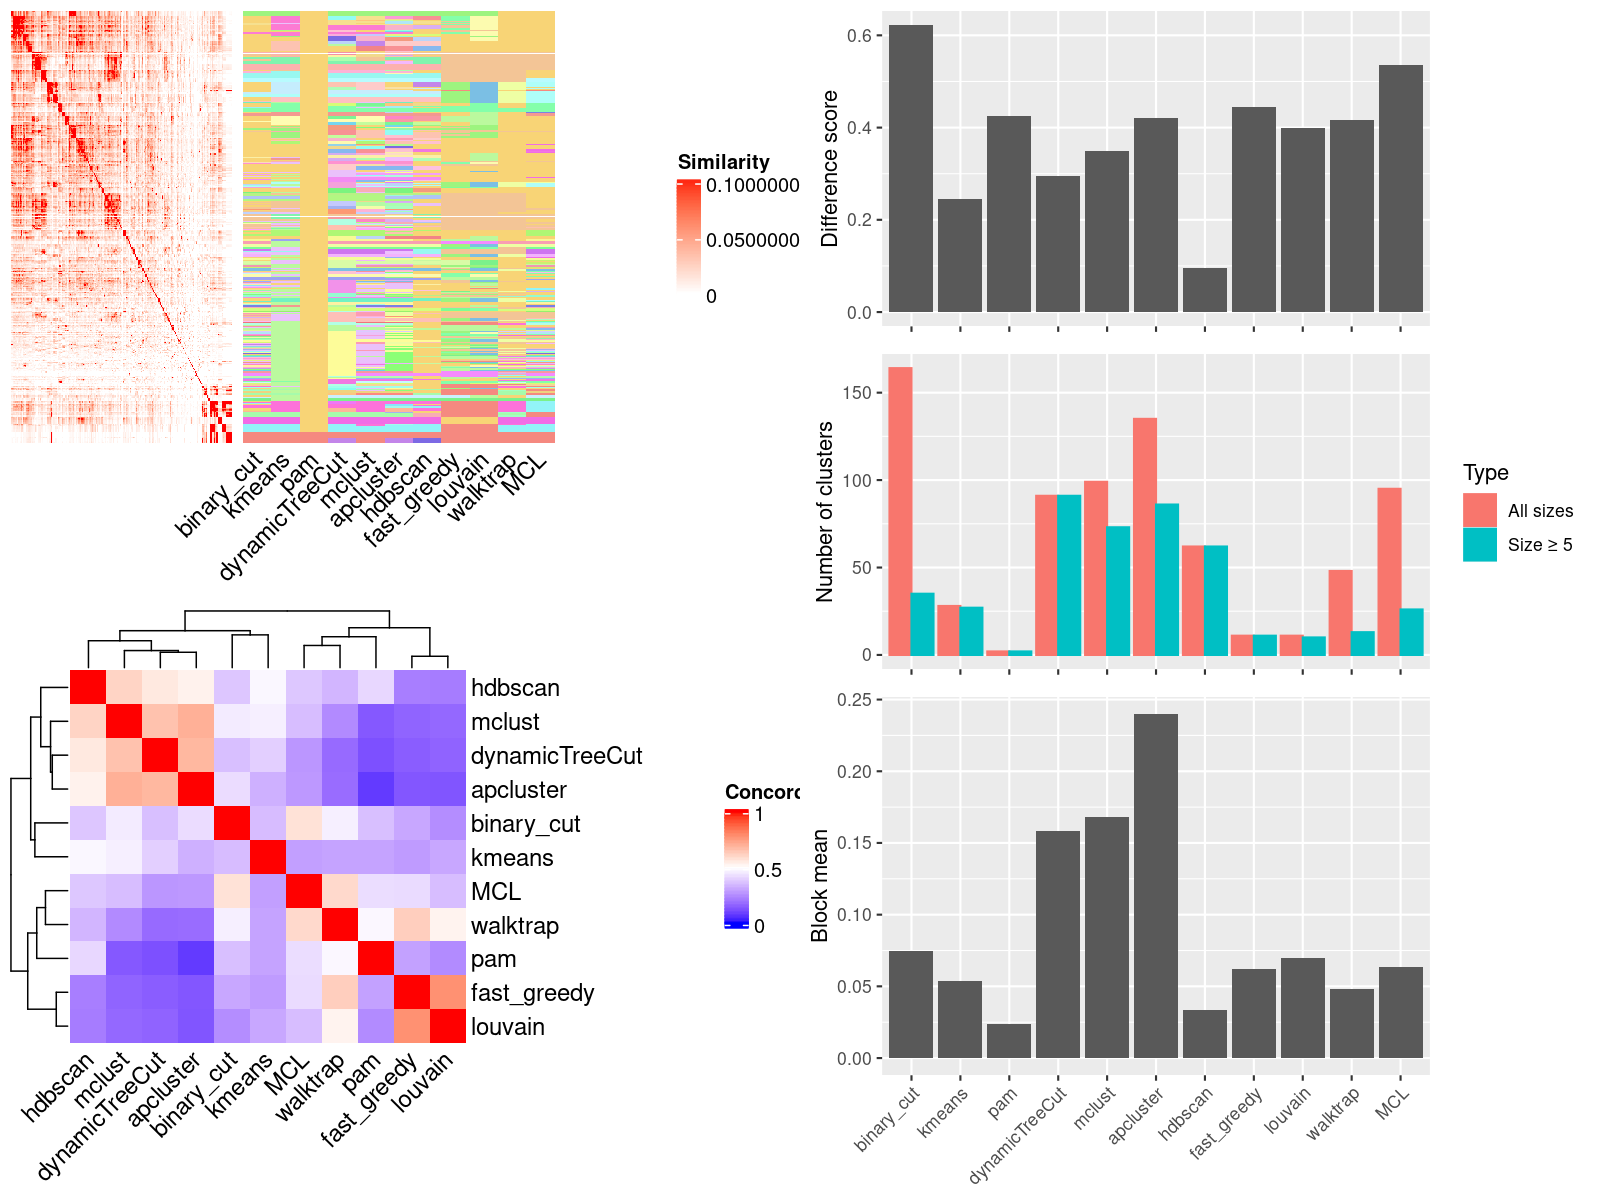 Similarity
0.1000000
0.0500000
0
binary_cut
kmeans
pam
dynamicTreeCut
mclust
apcluster
hdbscan
fast_greedy
louvain
walktrap
MCL
hdbscan
mclust
dynamicTreeCut
apcluster
binary_cut
kmeans
MCL
walktrap
pam
fast_greedy
louvain
hdbscan
mclust
dynamicTreeCut
apcluster
binary_cut
kmeans
MCL
walktrap
pam
fast_greedy
louvain
Concorc
1
0.5
0
Difference score
0.6
0.4
0.2
0.0
Number of clusters
150
100
50
0
Type
All sizes
Size ≥ 5
Block mean
0.25
0.20
0.15
0.10
0.05
0.00
binary_cut
kmeans
pam
dynamicTreeCut
mclust
apcluster
hdbscan
fast_greedy
louvain
walktrap
MCL